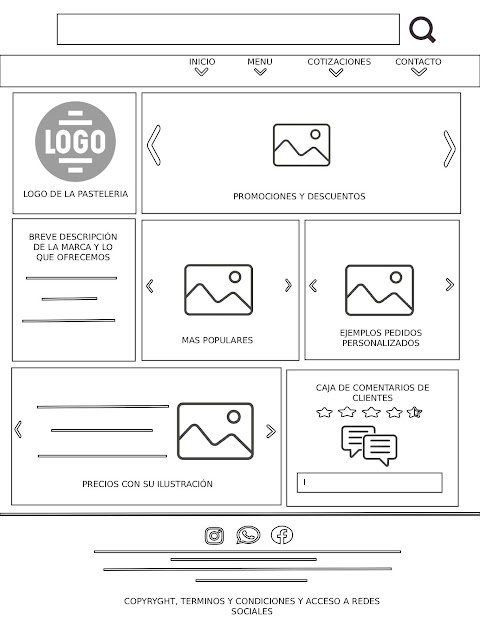 INICIO
MENU
COTIZACIONES
CONTACTO
LOGO
LOGO DE LA PASTELERIA
PROMOCIONES Y DESCUENTOS
BREVE DESCRIPCIÓN
DE LA MARCA Y LO
QUE OFRECEMOS
MAS POPULARES
EJEMPLOS PEDIDOS
PERSONALIZADOS
PRECIOS CON SU ILUSTRACIÓN
CAJA DE COMENTARIOS DE
CLIENTES
COPYRYGHT, TERMINOS Y CONDICIONES Y ACCESO A REDES
SOCIALES